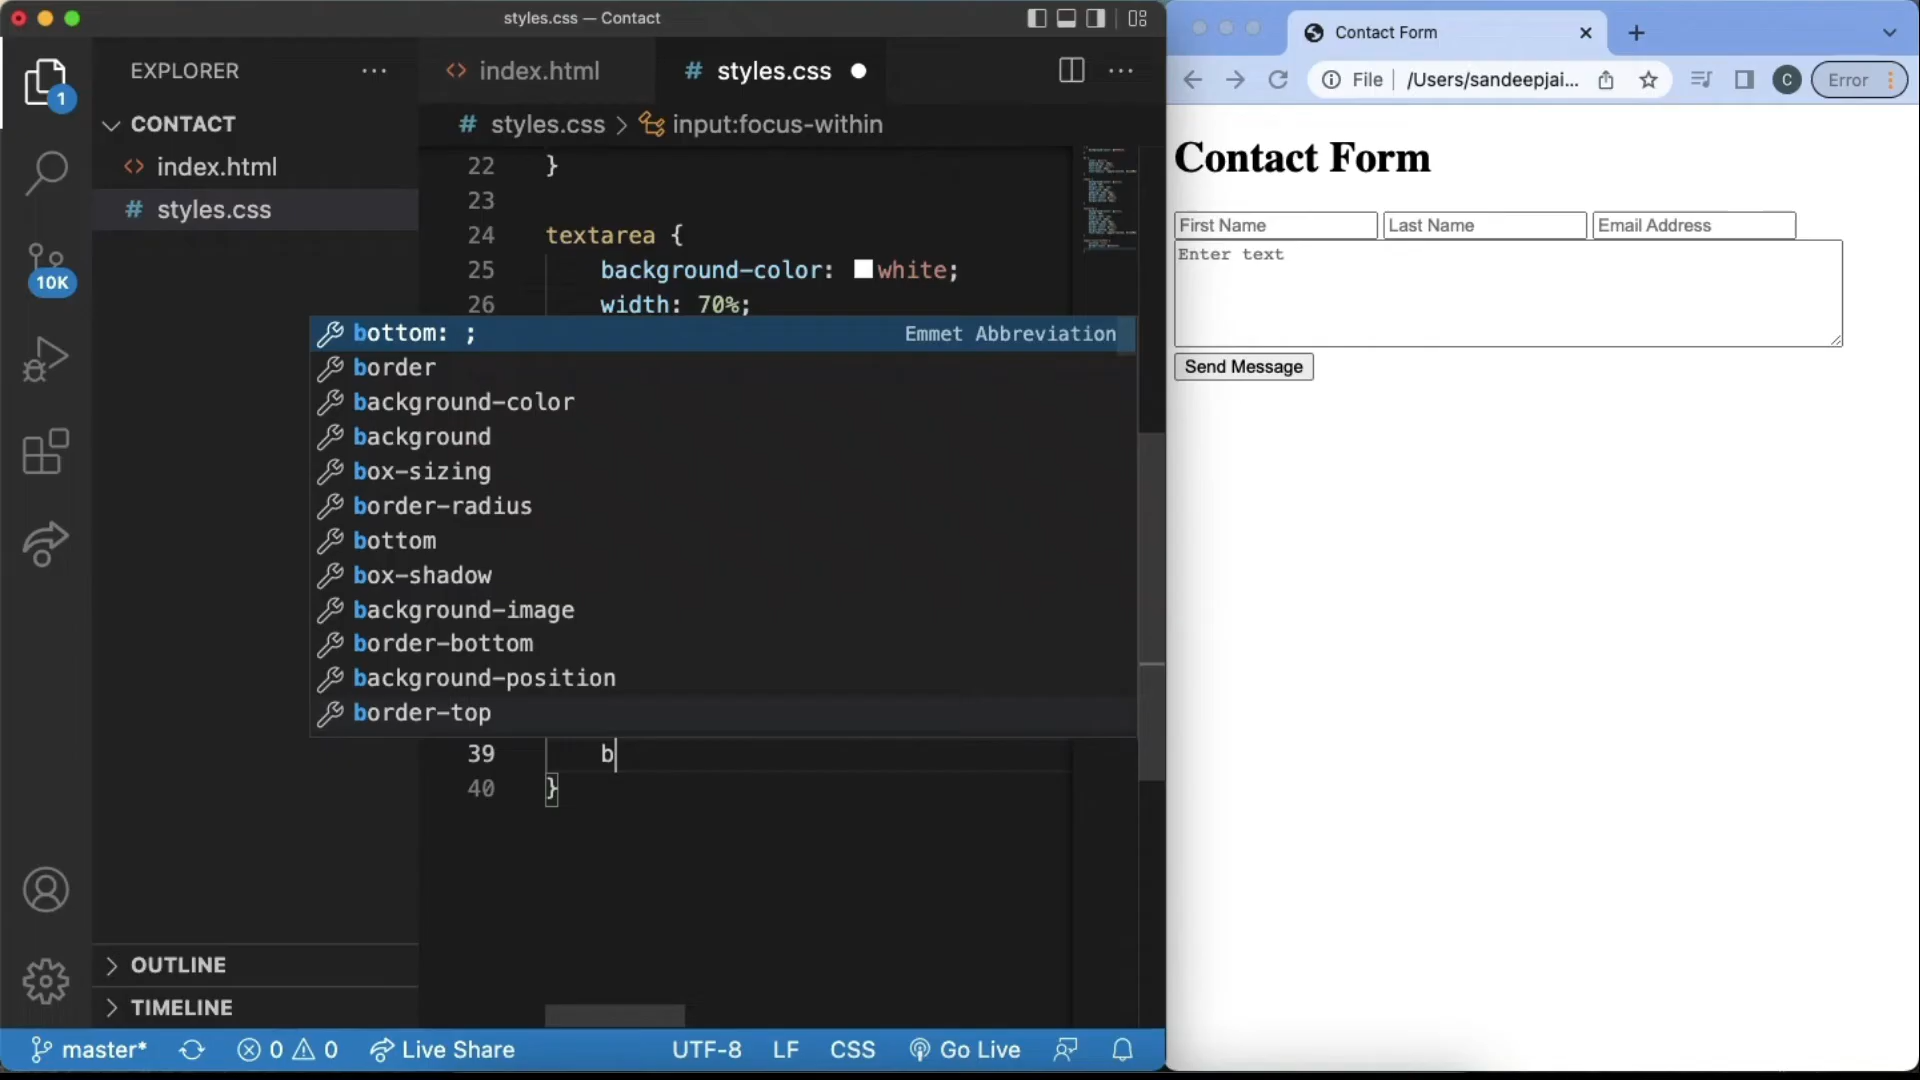 styles.css — Contact
EXPLORER
1
CONTACT
index.html
styles.css
10K
OUTLINE
TIMELINE
index.html
# styles.css
# styles.css > input:focus-within
22 }
23
24 textarea {
25 background-color: white;
26 width: 70%;
bottom: ; Emmet Abbreviation
border
background-color
background
box-sizing
border-radius
bottom
box-shadow
background-image
border-bottom
background-position
border-top
39 b
40 }
master* 0 0 Live Share UTF-8 LF CSS Go Live
Contact Form
File /Users/sandeepjai... C Error
Contact Form
First Name Last Name Email Address
Enter text
Send Message